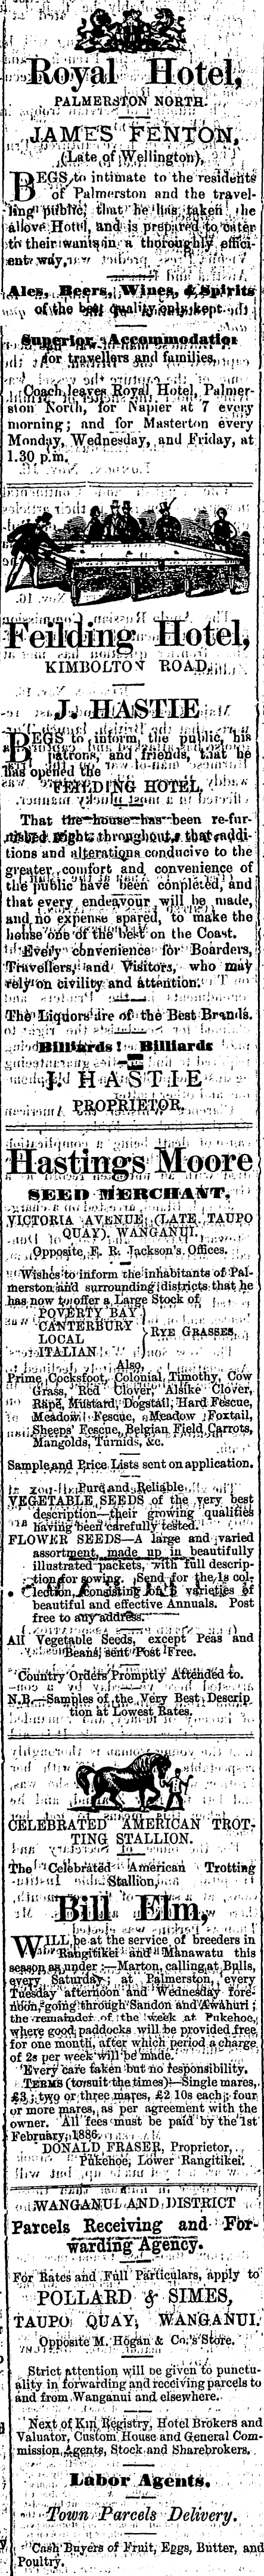 Royal Hotel,
PALMERSTON NORTH.
JAMES FENTON,
(Late of Wellington),
BEGS to intimate to the residents
of Palmerston and the travel-
ling public, that he has taken the
above Hotel, and is prepared to cater
to their wants in a thoroughly effici-
ent way.
Ales, Beers, Wines, & Spirits
of the best quality only kept
Superior Accommodation
for travellers and families.
Coach leaves Royal Hotel, Palmer-
ston North, for Napier at 7 every
morning; and for Masterton every
Monday, Wednesday, and Friday, at
1.30 p.m.
Feilding Hotel,
KIMBOLTON ROAD.
J. HASTIE
BEGS to inform the public, his
patrons, and friends, that he
has opened the
FEILDING HOTEL,
That the house has been re-fur-
nished right throughout, that addi-
tions and alterations conducive to the
greater comfort and convenience of
the public have been completed, and
that every endeavour will be made,
and no expense spared, to make the
house one of the best on the Coast.
Every convenience for Boarders,
Travellers, and Visitors, who may
rely on civility and attention.
The Liquors are of the Best Brands.
Billiards! Billiards
J. HASTIE
PROPRIETOR.
Hastings Moore
SEED MERCHANT,
VICTORIA AVENUE (LATE TAUPO
QUAY), WANGANUI,
Opposite E. R. Jackson's Offices.
Wishes to inform the inhabitants of Pal-
merston and surrounding districts that he
has now to offer a Large Stock of
POVERTY BAY
CANTERBURY
LOCAL
ITALIAN
RYE GRASSES,
Also,
Prime Cocksfoot, Colonial Timothy, Cow
Grass, Red Clover, Alsike Clover,
Rape, Mustard, Dogstail, Hard Fescue,
Meadow Fescue, Meadow Foxtail,
Sheeps' Fescue, Belgian Field Carrots,
Mangolds, Turnids, &c.
Sample and Price Lists sent on application.
Pure and Reliable
VEGETABLE SEEDS of the very best
description—their growing qualities
having been carefully tested.
FLOWER SEEDS—A large and varied
assortment, made up in beautifully
illustrated packets, with full descrip-
tion for sowing. Send for the 1s col-
lection, consisting of varieties of
beautiful and effective Annuals. Post
free to any address.
All Vegetable Seeds, except Peas and
Beans, sent Post Free.
Country Orders Promptly Attended to.
N.B.—Samples of the Very Best Descrip
tion at Lowest Rates.
CELEBRATED AMERICAN TROT-
TING STALLION.
The Celebrated American Trotting
Stallion,
Bill Elm,
WILL be at the service of breeders in
Rangitikei and Manawatu this
season as under:—Marton, calling at Bulls,
every Saturday; at Palmerston every
Tuesday afternoon and Wednesday fore-
noon, going through Sandon and Awahuri;
the remainder of the week at Pukehoe,
where good paddocks will be provided free
for one month, after which period a charge
of 2s per week will be made.
Every care taken but no responsibility.
TERMS (to suit the times)—Single mares,
£3; two or three mares, £2 10s each; four
or more mares, as per agreement with the
owner. All fees must be paid by the 1st
February, 1886.
DONALD FRASER, Proprietor,
Pukehoe, Lower Rangitikei.
WANGANUI AND DISTRICT
Parcels Receiving and For-
warding Agency.
For Rates and Full Particulars, apply to
POLLARD & SIMES,
TAUPO QUAY, WANGANUI.
Opposite M. Hogan & Co.'s Store.
Strict attention will be given to punctu-
ality in forwarding and receiving parcels to
and from Wanganui and elsewhere.
Next of Kin Registry, Hotel Brokers and
Valuator, Custom House and General Com-
mission Agents, Stock and Sharebrokers.
Labor Agents.
Town Parcels Delivery.
Cash Buyers of Fruit, Eggs, Butter, and
Poultry.